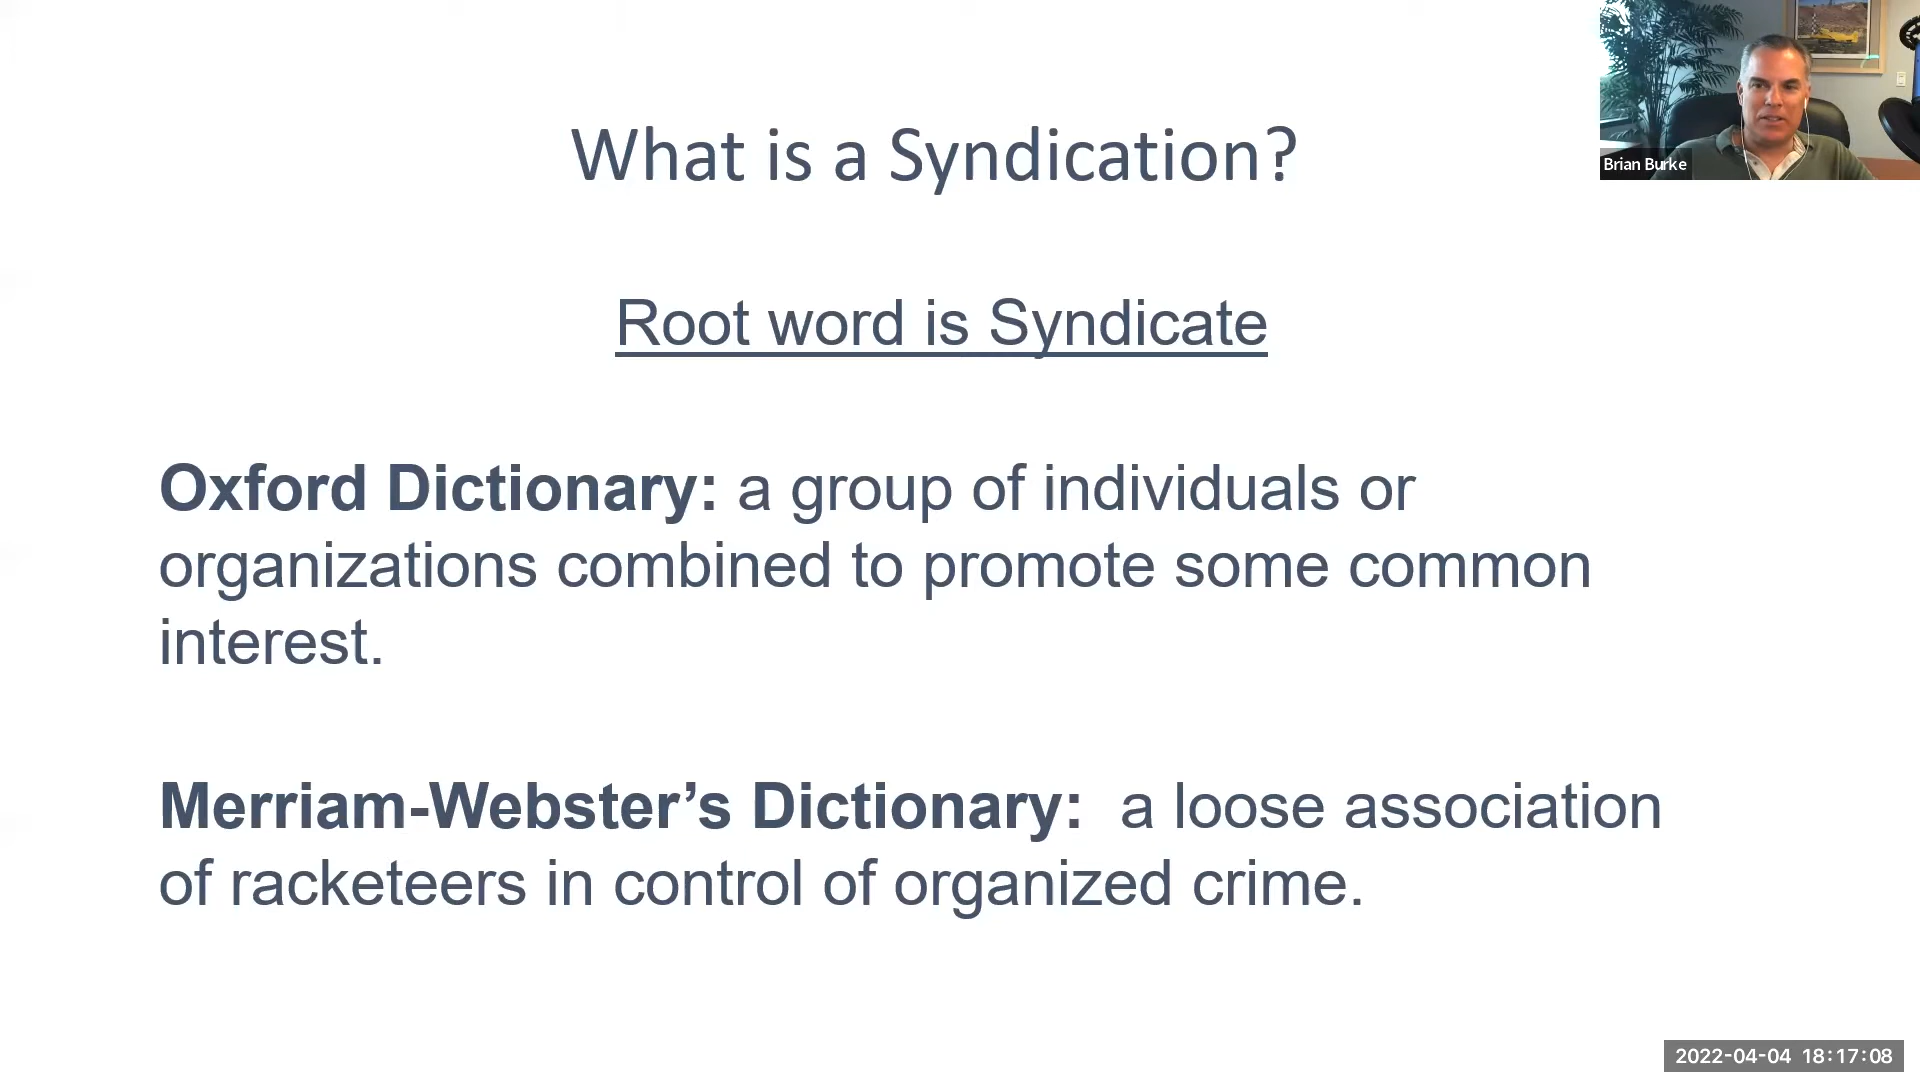 What is a Syndication?
Brian Burke
Root word is Syndicate
Oxford Dictionary: a group of individuals or
organizations combined to promote some common
interest.
Merriam-Webster’s Dictionary:  a loose association
of racketeers in control of organized crime.
2022-04-04 18:17:08